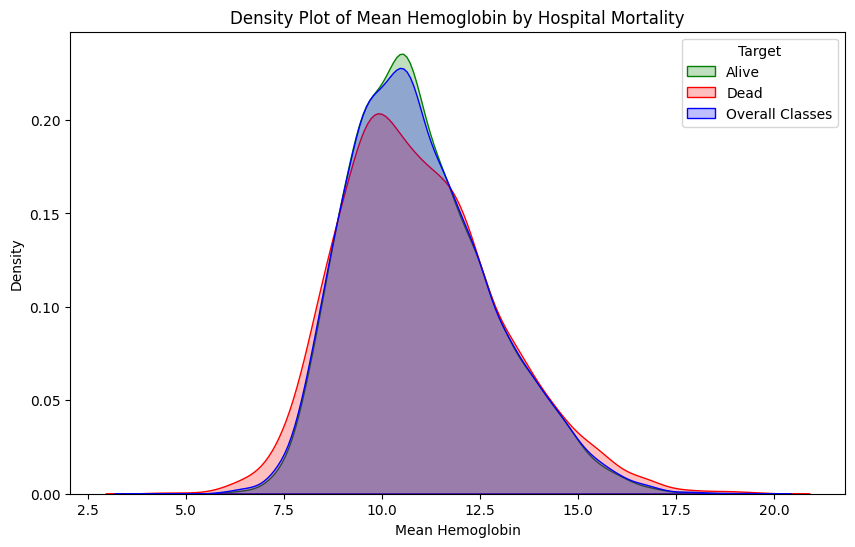 Density Plot of Mean Hemoglobin by Hospital Mortality
Target
Alive
Dead
Overall Classes
Density
0.20
0.15
0.10
0.05
0.00
2.5 5.0 7.5 10.0 12.5 15.0 17.5 20.0
Mean Hemoglobin